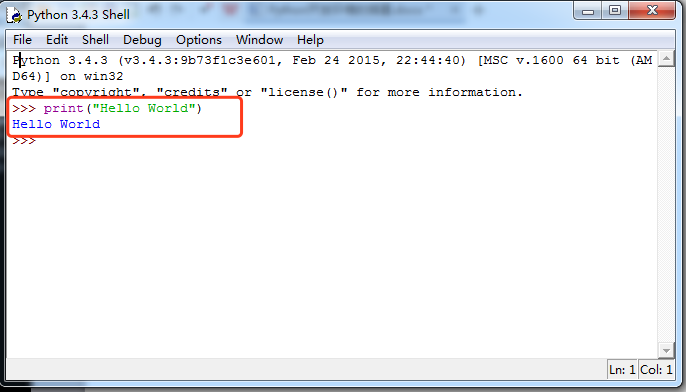 Python 3.4.3 Shell
File Edit Shell Debug Options Window Help
Python 3.4.3 (v3.4.3:9b73f1c3e601, Feb 24 2015, 22:44:40) [MSC v.1600 64 bit (AM
D64)] on win32
Type "copyright", "credits" or "license()" for more information.
>>> print("Hello World")
Hello World
>>>
Ln: 1 Col: 1